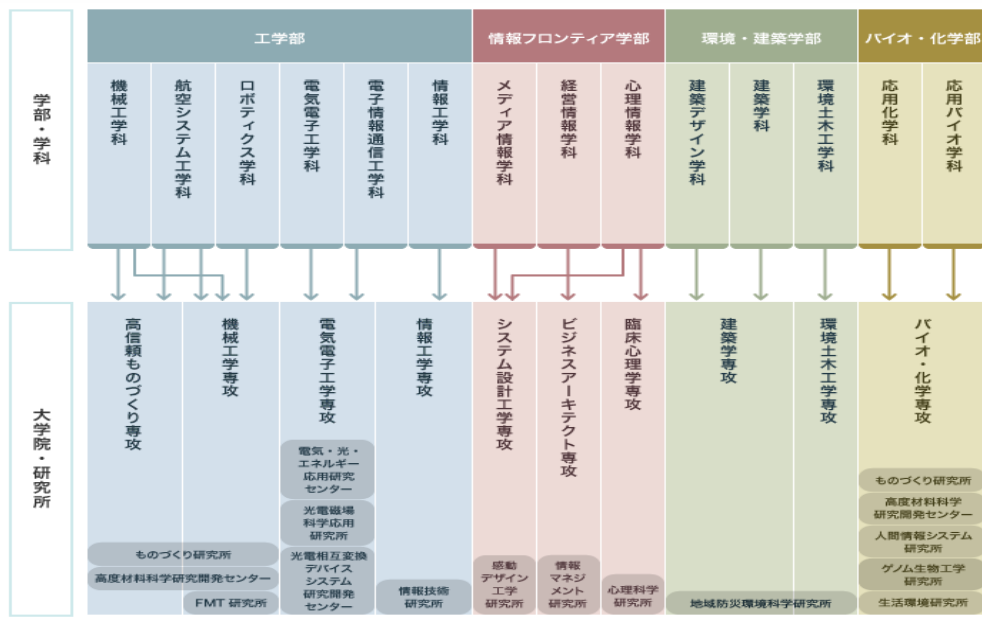 工学部
情報フロンティア学部
環境・建築学部
バイオ・化学部
学部・学科
機械工学科
航空システム工学科
ロボティクス学科
電気電子工学科
電子情報通信工学科
情報工学科
メディア情報学科
経営情報学科
心理情報学科
建築デザイン学科
建築学科
環境土木工学科
応用化学科
応用バイオ学科
大学院・研究所
高信頼ものづくり専攻
機械工学専攻
電気電子工学専攻
情報工学専攻
システム設計工学専攻
ビジネスアーキテクト専攻
臨床心理学専攻
建築学専攻
環境土木工学専攻
バイオ・化学専攻
ものづくり研究所
高度材料科学研究開発センター
FMT 研究所
電気・光・
エネルギー
応用研究
センター
光電磁場
科学応用
研究所
光電相互変換
デバイス
システム
研究開発
センター
情報技術
研究所
感動
デザイン
工学
研究所
情報
マネジ
メント
研究所
心理科学
研究所
地域防災環境科学研究所
ものづくり研究所
高度材料科学
研究開発センター
人間情報システム
研究所
ゲノム生物工学
研究所
生活環境研究所